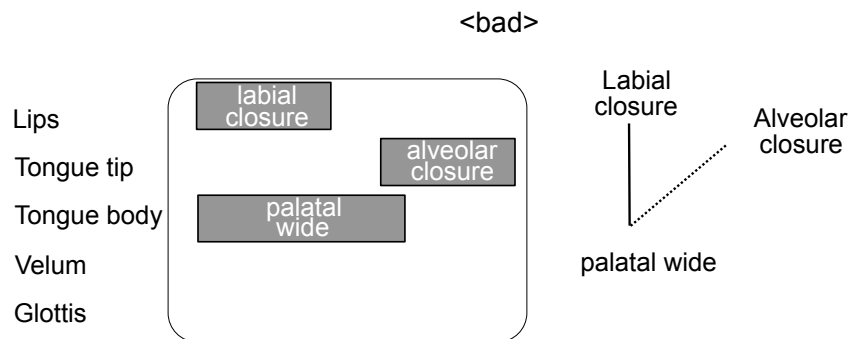 <bad>
Lips
labial
closure
Tongue tip
alveolar
closure
Tongue body
palatal
wide
Velum
Glottis
Labial
closure
Alveolar
closure
palatal wide